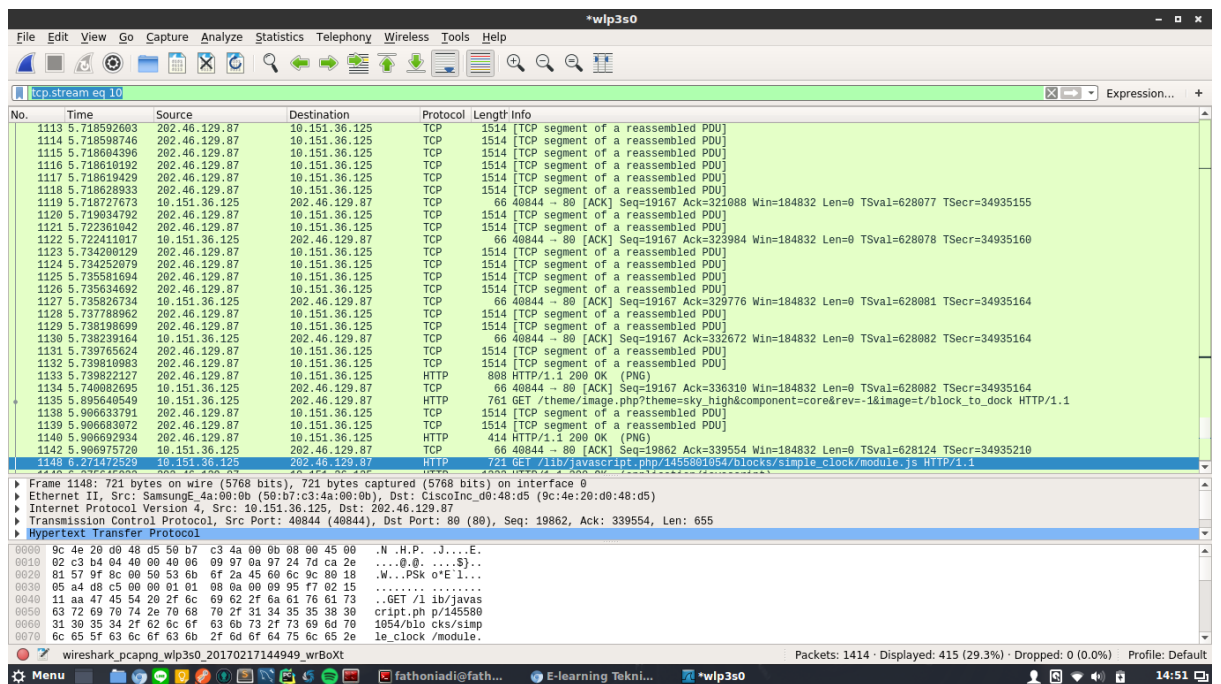 *wlp3s0
File Edit View Go Capture Analyze Statistics Telephony Wireless Tools Help
tcp.stream eq 10 Expression... +
No. Time Source Destination Protocol Length Info
1113 5.718592603 202.46.129.87 10.151.36.125 TCP 1514 [TCP segment of a reassembled PDU]
1114 5.718598746 202.46.129.87 10.151.36.125 TCP 1514 [TCP segment of a reassembled PDU]
1115 5.718604396 202.46.129.87 10.151.36.125 TCP 1514 [TCP segment of a reassembled PDU]
1116 5.718610192 202.46.129.87 10.151.36.125 TCP 1514 [TCP segment of a reassembled PDU]
1117 5.718619429 202.46.129.87 10.151.36.125 TCP 1514 [TCP segment of a reassembled PDU]
1118 5.718628933 202.46.129.87 10.151.36.125 TCP 1514 [TCP segment of a reassembled PDU]
1119 5.718727673 10.151.36.125 202.46.129.87 TCP 66 40844 → 80 [ACK] Seq=19167 Ack=321088 Win=184832 Len=0 TSval=628077 TSecr=34935155
1120 5.719034792 202.46.129.87 10.151.36.125 TCP 1514 [TCP segment of a reassembled PDU]
1121 5.722361042 202.46.129.87 10.151.36.125 TCP 1514 [TCP segment of a reassembled PDU]
1122 5.722411017 10.151.36.125 202.46.129.87 TCP 66 40844 → 80 [ACK] Seq=19167 Ack=323984 Win=184832 Len=0 TSval=628078 TSecr=34935160
1123 5.734200129 202.46.129.87 10.151.36.125 TCP 1514 [TCP segment of a reassembled PDU]
1124 5.734252079 202.46.129.87 10.151.36.125 TCP 1514 [TCP segment of a reassembled PDU]
1125 5.735581694 202.46.129.87 10.151.36.125 TCP 1514 [TCP segment of a reassembled PDU]
1126 5.735634692 202.46.129.87 10.151.36.125 TCP 1514 [TCP segment of a reassembled PDU]
1127 5.735826734 10.151.36.125 202.46.129.87 TCP 66 40844 → 80 [ACK] Seq=19167 Ack=329776 Win=184832 Len=0 TSval=628081 TSecr=34935164
1128 5.737788962 202.46.129.87 10.151.36.125 TCP 1514 [TCP segment of a reassembled PDU]
1129 5.738198699 202.46.129.87 10.151.36.125 TCP 1514 [TCP segment of a reassembled PDU]
1130 5.738239164 10.151.36.125 202.46.129.87 TCP 66 40844 → 80 [ACK] Seq=19167 Ack=332672 Win=184832 Len=0 TSval=628082 TSecr=34935164
1131 5.739765624 202.46.129.87 10.151.36.125 TCP 1514 [TCP segment of a reassembled PDU]
1132 5.739810983 202.46.129.87 10.151.36.125 TCP 1514 [TCP segment of a reassembled PDU]
1133 5.739822127 202.46.129.87 10.151.36.125 HTTP 808 HTTP/1.1 200 OK (PNG)
1134 5.740082695 10.151.36.125 202.46.129.87 TCP 66 40844 → 80 [ACK] Seq=19167 Ack=336310 Win=184832 Len=0 TSval=628082 TSecr=34935164
1135 5.895640549 10.151.36.125 202.46.129.87 HTTP 761 GET /theme/image.php?theme=sky_high&component=core&rev=-1&image=t/block_to_dock HTTP/1.1
1138 5.906633791 202.46.129.87 10.151.36.125 TCP 1514 [TCP segment of a reassembled PDU]
1139 5.906683072 202.46.129.87 10.151.36.125 TCP 1514 [TCP segment of a reassembled PDU]
1140 5.906692934 202.46.129.87 10.151.36.125 HTTP 414 HTTP/1.1 200 OK (PNG)
1142 5.906975720 10.151.36.125 202.46.129.87 TCP 66 40844 → 80 [ACK] Seq=19862 Ack=339554 Win=184832 Len=0 TSval=628124 TSecr=34935210
1148 6.271472529 10.151.36.125 202.46.129.87 HTTP 721 GET /lib/javascript.php/1455801054/blocks/simple_clock/module.js HTTP/1.1
Frame 1148: 721 bytes on wire (5768 bits), 721 bytes captured (5768 bits) on interface 0
Ethernet II, Src: SamsungE_4a:00:0b (50:b7:c3:4a:00:0b), Dst: CiscoInc_d0:48:d5 (9c:4e:20:d0:48:d5)
Internet Protocol Version 4, Src: 10.151.36.125, Dst: 202.46.129.87
Transmission Control Protocol, Src Port: 40844 (40844), Dst Port: 80 (80), Seq: 19862, Ack: 339554, Len: 655
Hypertext Transfer Protocol
0000 9c 4e 20 d0 48 d5 50 b7 c3 4a 00 0b 08 00 45 00 .N .H.P. .J....E.
0010 02 c3 b4 04 40 00 40 06 09 97 0a 97 24 7d ca 2e ....@.@. ....$}..
0020 81 57 9f 8c 00 50 53 6b 6f 2a 45 60 6c 9c 80 18 .W...PSk o*E`l...
0030 05 a4 d8 c5 00 00 01 01 08 0a 00 09 95 f7 02 15 ........ ........
0040 11 aa 47 45 54 20 2f 6c 69 62 2f 6a 61 76 61 73 ..GET /l ib/javas
0050 63 72 69 70 74 2e 70 68 70 2f 31 34 35 35 38 30 cript.ph p/145580
0060 31 30 35 34 2f 62 6c 6f 63 6b 73 2f 73 69 6d 70 1054/blo cks/simp
0070 6c 65 5f 63 6c 6f 63 6b 2f 6d 6f 64 75 6c 65 2e le_clock /module.
wireshark_pcapng_wlp3s0_20170217144949_wrBoXt Packets: 1414 · Displayed: 415 (29.3%) · Dropped: 0 (0.0%) Profile: Default
Menu fathoniadi@fath... E-learning Tekni... *wlp3s0 14:51